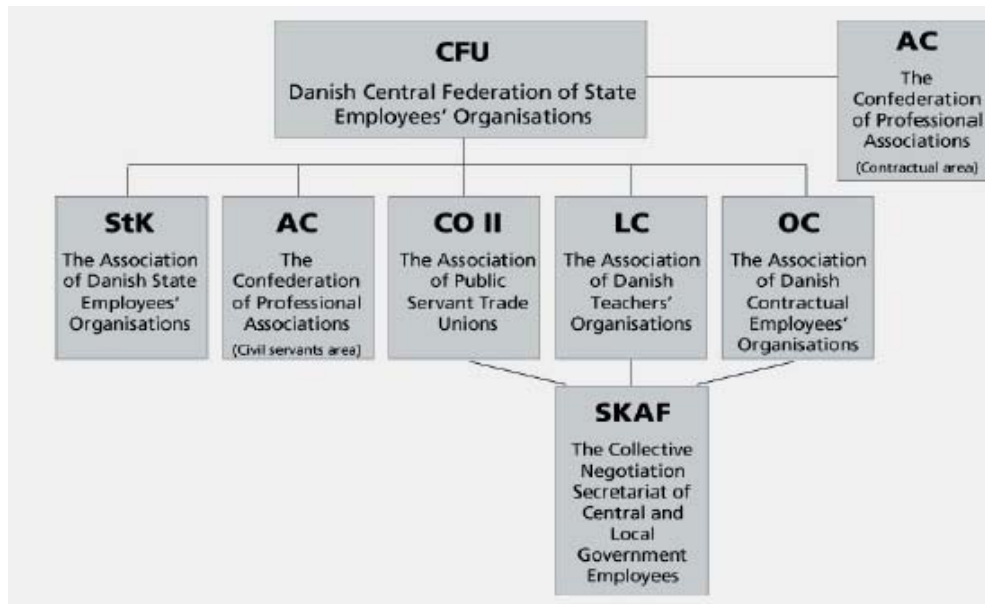 CFU
Danish Central Federation of State
Employees' Organisations
AC
The
Confederation
of Professional
Associations
(Contractual area)
StK
The Association
of Danish State
Employees'
Organisations
AC
The
Confederation
of Professional
Associations
(Civil servants area)
CO II
The Association
of Public
Servant Trade
Unions
LC
The Association
of Danish
Teachers'
Organisations
OC
The Association
of Danish
Contractual
Employees'
Organisations
SKAF
The Collective
Negotiation
Secretariat of
Central and
Local
Government
Employees